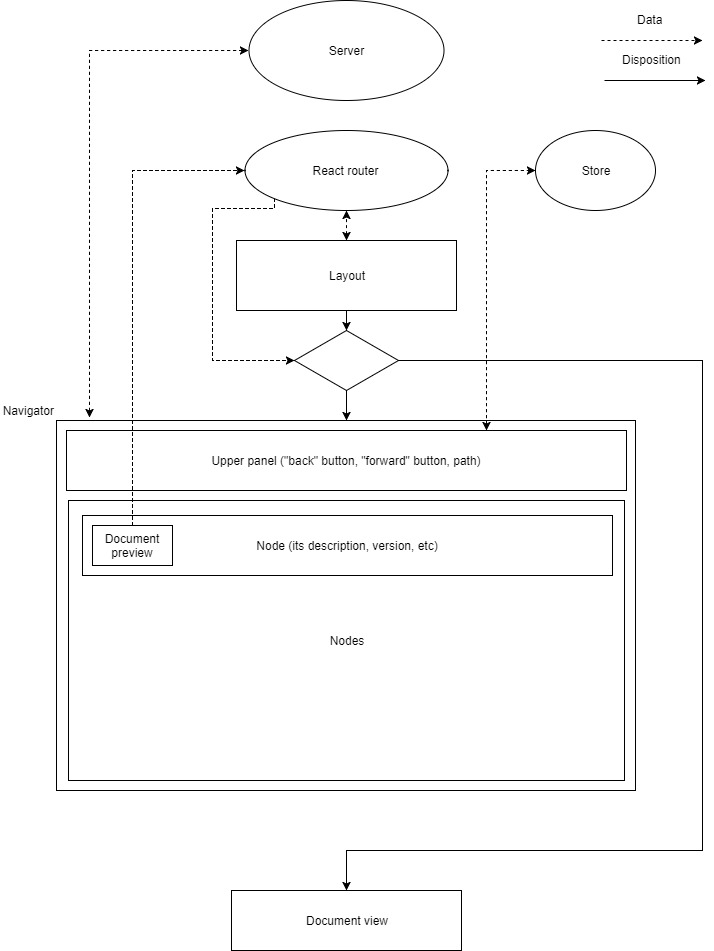 Data
Server
Disposition
React router
Store
Layout
Navigator
Upper panel ("back" button, "forward" button, path)
Document
preview
Node (its description, version, etc)
Nodes
Document view